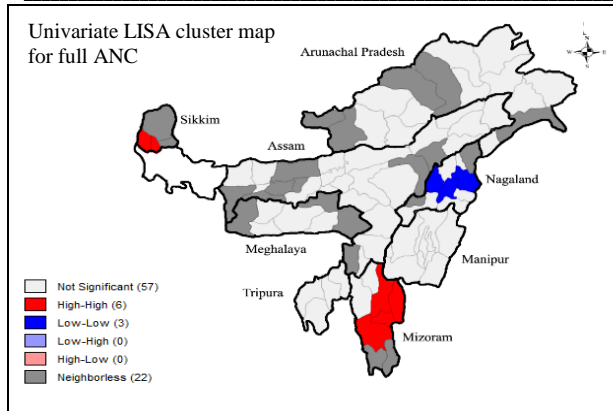 Univariate LISA cluster map
for full ANC
Arunachal Pradesh
N
W
E
S
Sikkim
Assam
Nagaland
Meghalaya
Manipur
Tripura
Mizoram
Not Significant (57)
High-High (6)
Low-Low (3)
Low-High (0)
High-Low (0)
Neighborless (22)